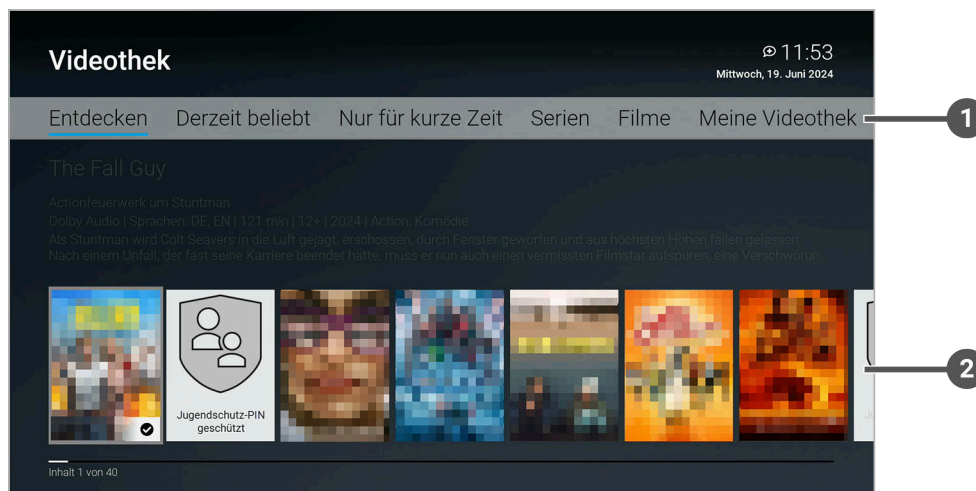 Videothek
11:53
Mittwoch, 19. Juni 2024
Entdecken Derzeit beliebt Nur für kurze Zeit Serien Filme Meine Videothek
1
The Fall Guy
Actionfeuerwerk um Stuntman
Dolby Audio | Sprachen: DE, EN | 121 min | 12+ | 2024 | Action, Komödie
Als Stuntman wird Colt Seavers in die Luft gejagt, erschossen, durch Fenster geworfen und aus höchsten Höhen fallen gelassen.
Nach einem Unfall, der fast seine Karriere beendet hätte, muss er nun auch einen vermissten Filmstar aufspüren, eine Verschwörun
Jugendschutz-PIN
geschützt
2
Inhalt 1 von 40